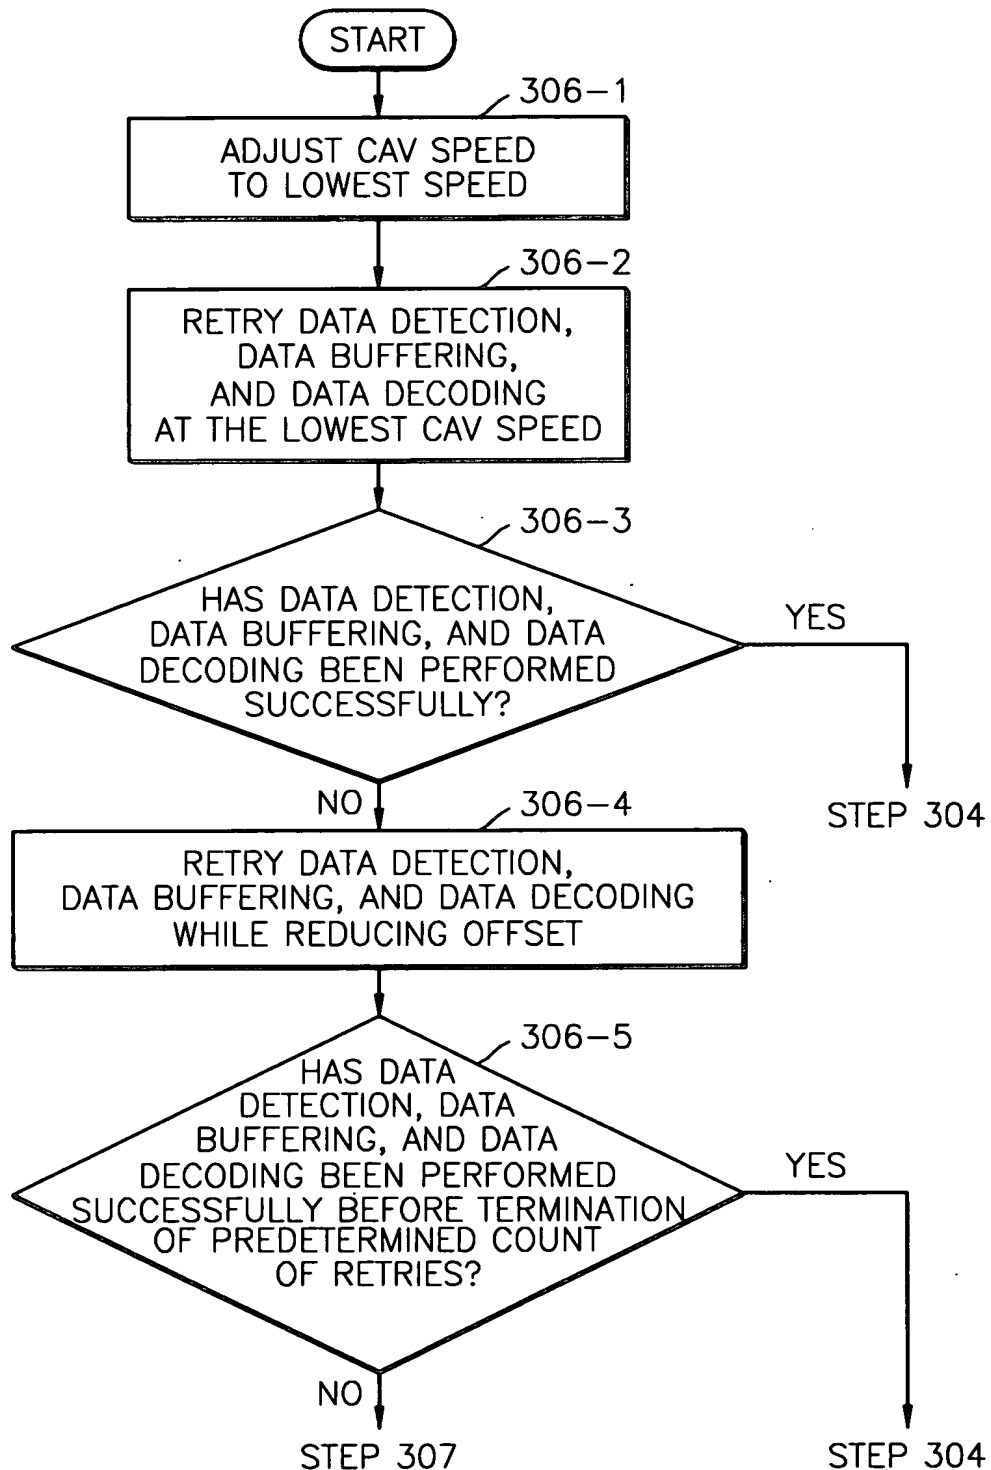 START
306-1
ADJUST CAV SPEED
TO LOWEST SPEED
306-2
RETRY DATA DETECTION,
DATA BUFFERING,
AND DATA DECODING
AT THE LOWEST CAV SPEED
306-3
HAS DATA DETECTION,
DATA BUFFERING, AND DATA
DECODING BEEN PERFORMED
SUCCESSFULLY?
YES
STEP 304
NO
306-4
RETRY DATA DETECTION,
DATA BUFFERING, AND DATA DECODING
WHILE REDUCING OFFSET
306-5
HAS DATA
DETECTION, DATA
BUFFERING, AND DATA
DECODING BEEN PERFORMED
SUCCESSFULLY BEFORE TERMINATION
OF PREDETERMINED COUNT
OF RETRIES?
YES
NO
STEP 307
STEP 304